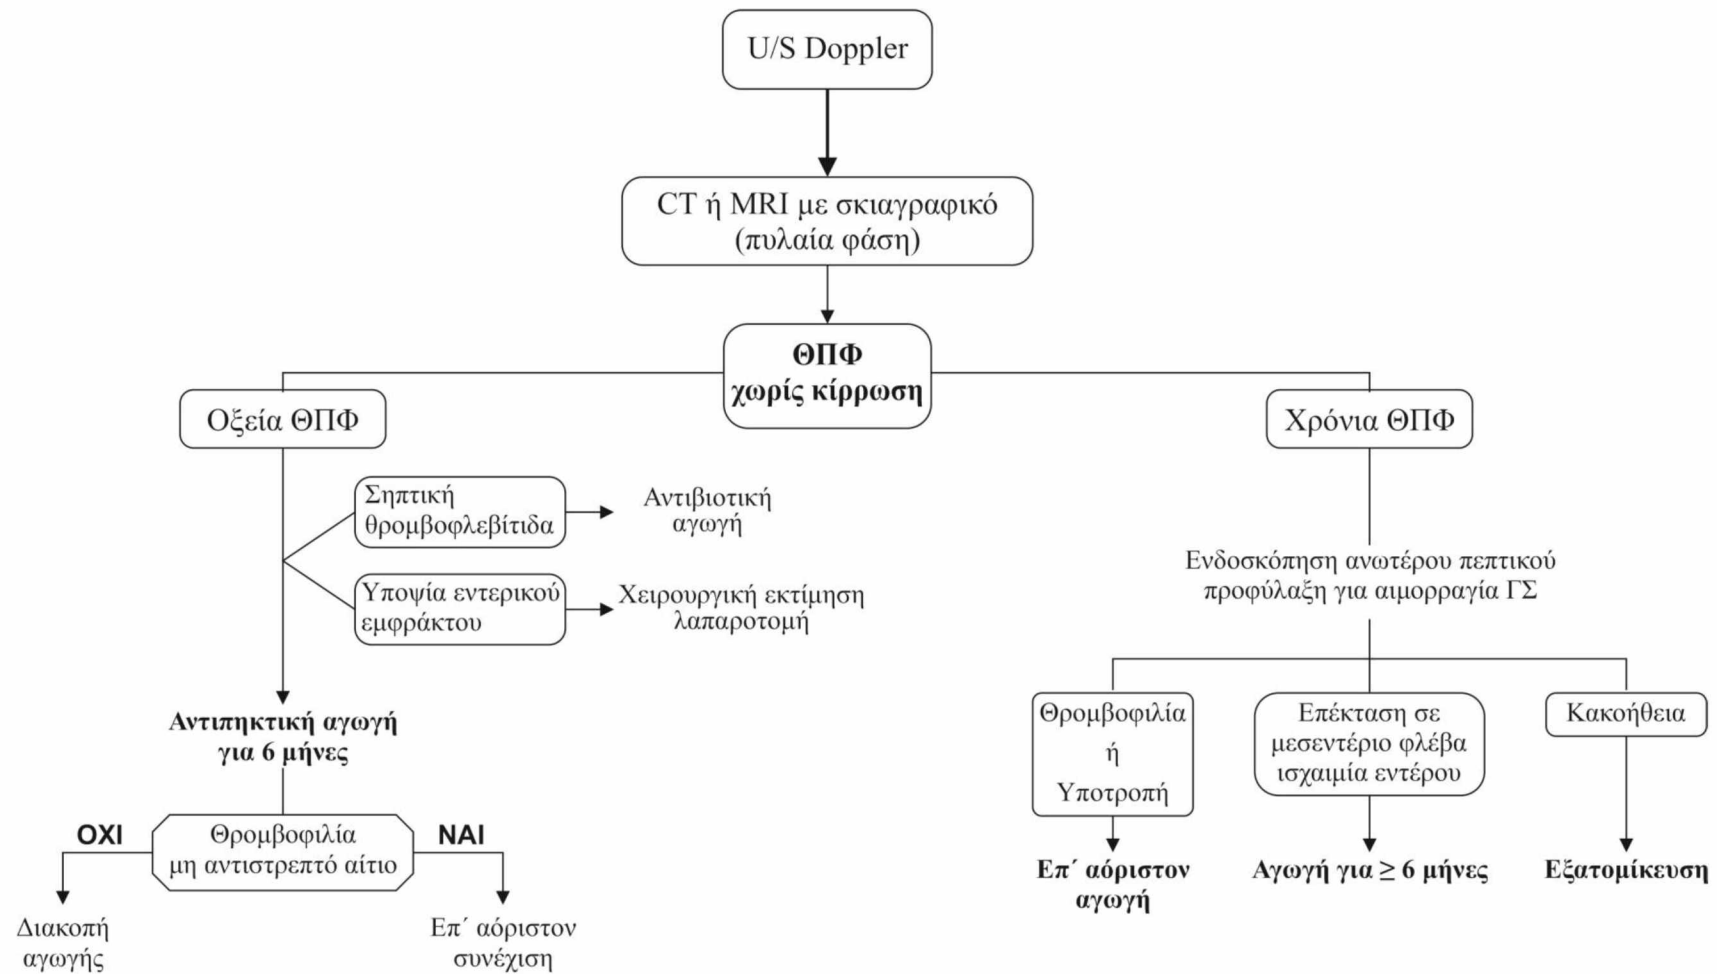 U/S Doppler
CT ή MRI με σκιαγραφικό
(πυλαία φάση)
ΘΠΦ
χωρίς κίρρωση
Οξεία ΘΠΦ
Σηπτική
θρομβοφλεβίτιδα
Αντιβιοτική
αγωγή
Υποψία εντερικού
εμφράκτου
Χειρουργική εκτίμηση
λαπαροτομή
Αντιπηκτική αγωγή
για 6 μήνες
ΟΧΙ
Θρομβοφιλία
μη αντιστρεπτό αίτιο
ΝΑΙ
Διακοπή
αγωγής
Επ΄ αόριστον
συνέχιση
Χρόνια ΘΠΦ
Ενδοσκόπηση ανωτέρου πεπτικού
προφύλαξη για αιμορραγία ΓΣ
Θρομβοφιλία
ή
Υποτροπή
Επ΄ αόριστον
αγωγή
Επέκταση σε
μεσεντέριο φλέβα
ισχαιμία εντέρου
Αγωγή για ≥ 6 μήνες
Κακοήθεια
Εξατομίκευση